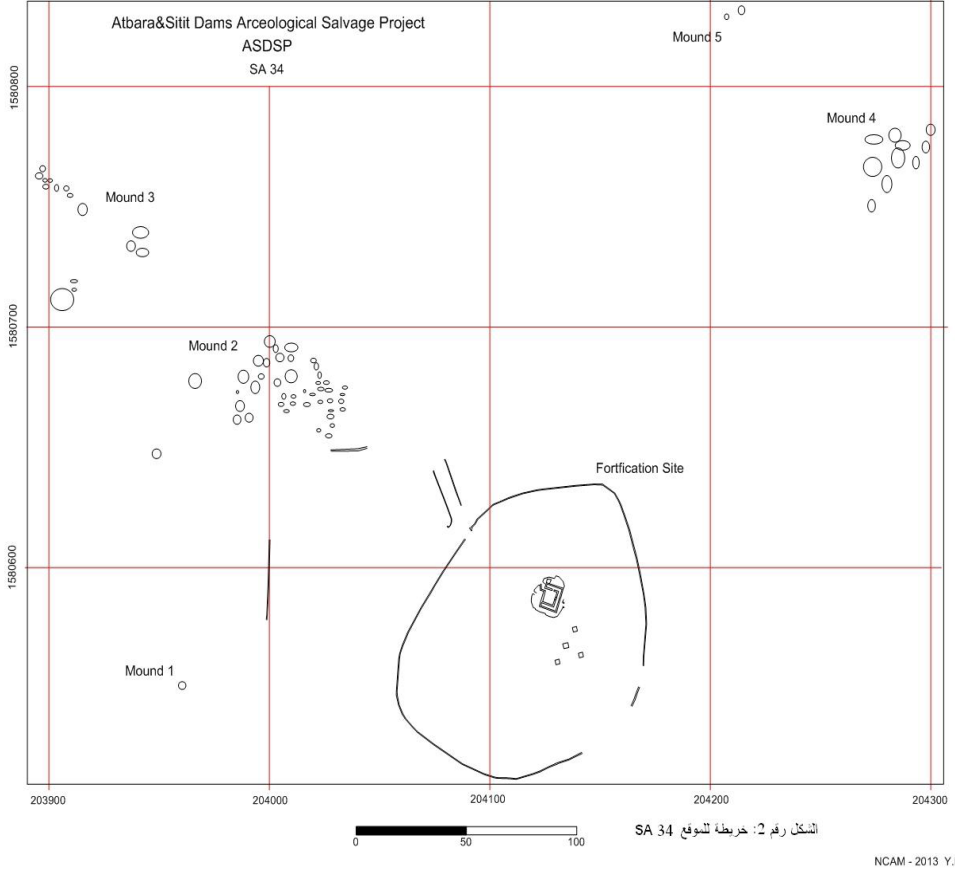 Atbara&Sitit Dams Arceological Salvage Project
ASDSP
SA 34
Mound 5
1580800
Mound 4
Mound 3
1580700
Mound 2
Fortfication Site
1580600
Mound 1
203900
204000
204100
204200
204300
0
50
100
الشكل رقم 2: خريطة للموقع SA 34
NCAM - 2013 Y.